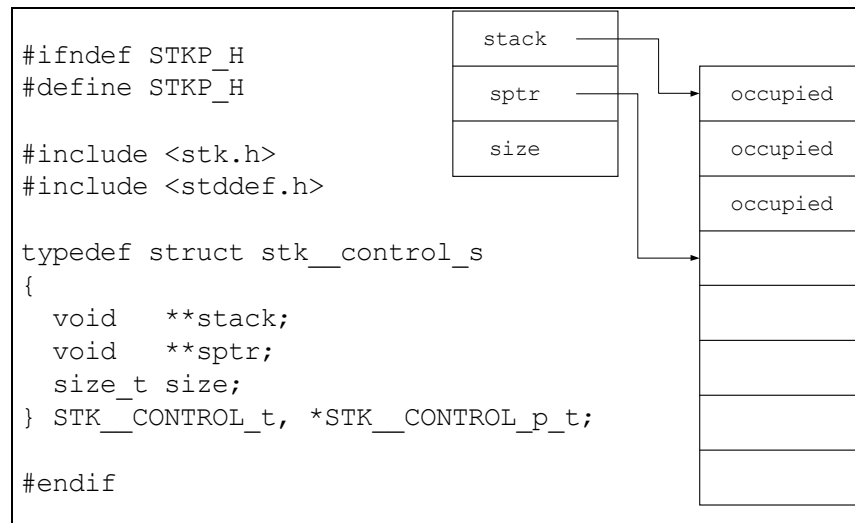 #ifndef STKP_H
#define STKP_H
#include <stk.h>
#include <stddef.h>
typedef struct stk__control_s
{
  void   **stack;
  void   **sptr;
  size_t size;
} STK__CONTROL_t, *STK__CONTROL_p_t;
#endif
stack
sptr
size
occupied
occupied
occupied